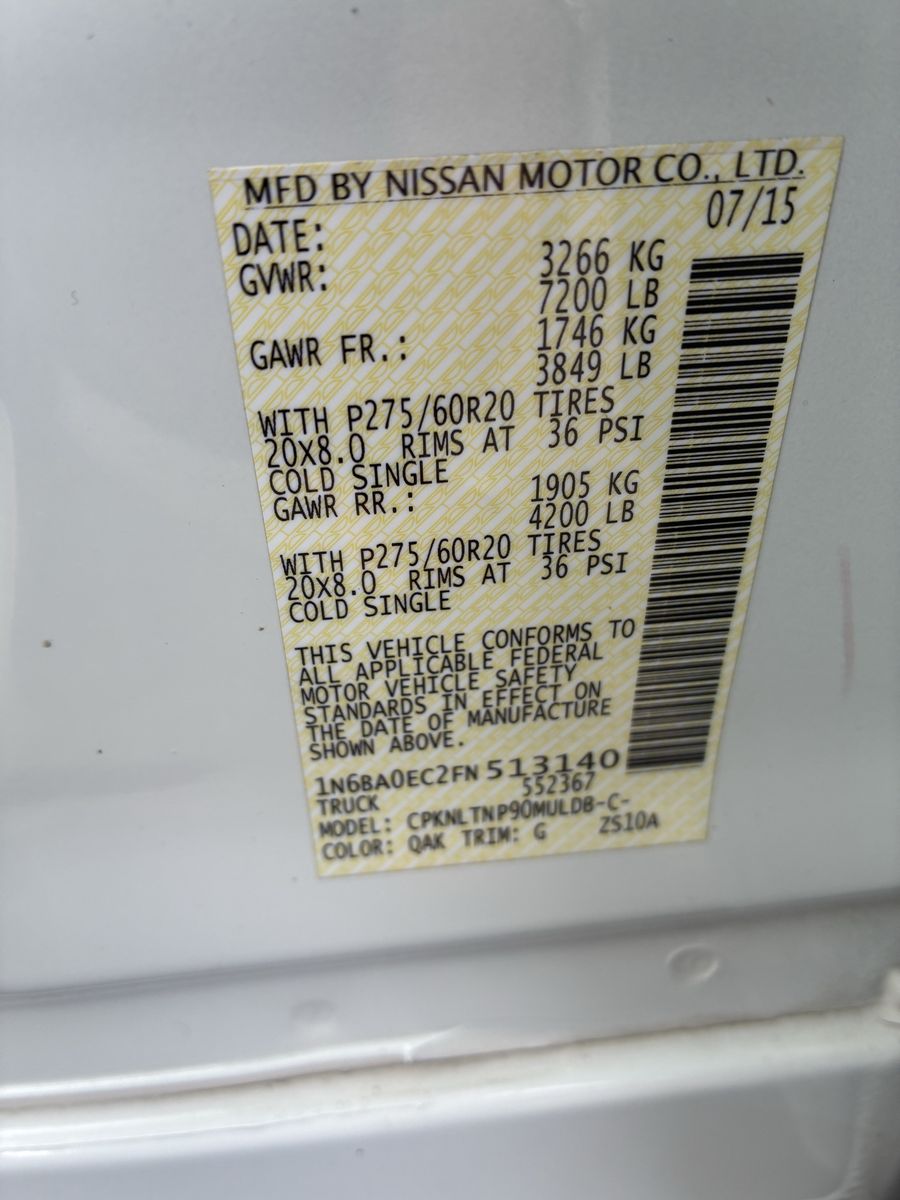 MFD BY NISSAN MOTOR CO., LTD.
DATE: 07/15
GVWR: 3266 KG
7200 LB
GAWR FR.: 1746 KG
3849 LB
WITH P275/60R20 TIRES
20X8.0 RIMS AT 36 PSI
COLD SINGLE
GAWR RR.: 1905 KG
4200 LB
WITH P275/60R20 TIRES
20X8.0 RIMS AT 36 PSI
COLD SINGLE
THIS VEHICLE CONFORMS TO
ALL APPLICABLE FEDERAL
MOTOR VEHICLE SAFETY
STANDARDS IN EFFECT ON
THE DATE OF MANUFACTURE
SHOWN ABOVE.
1N6BA0EC2FN 513140
TRUCK 552367
MODEL: CPKNLTNP90MULDB-C-
COLOR: QAK TRIM: G ZS10A